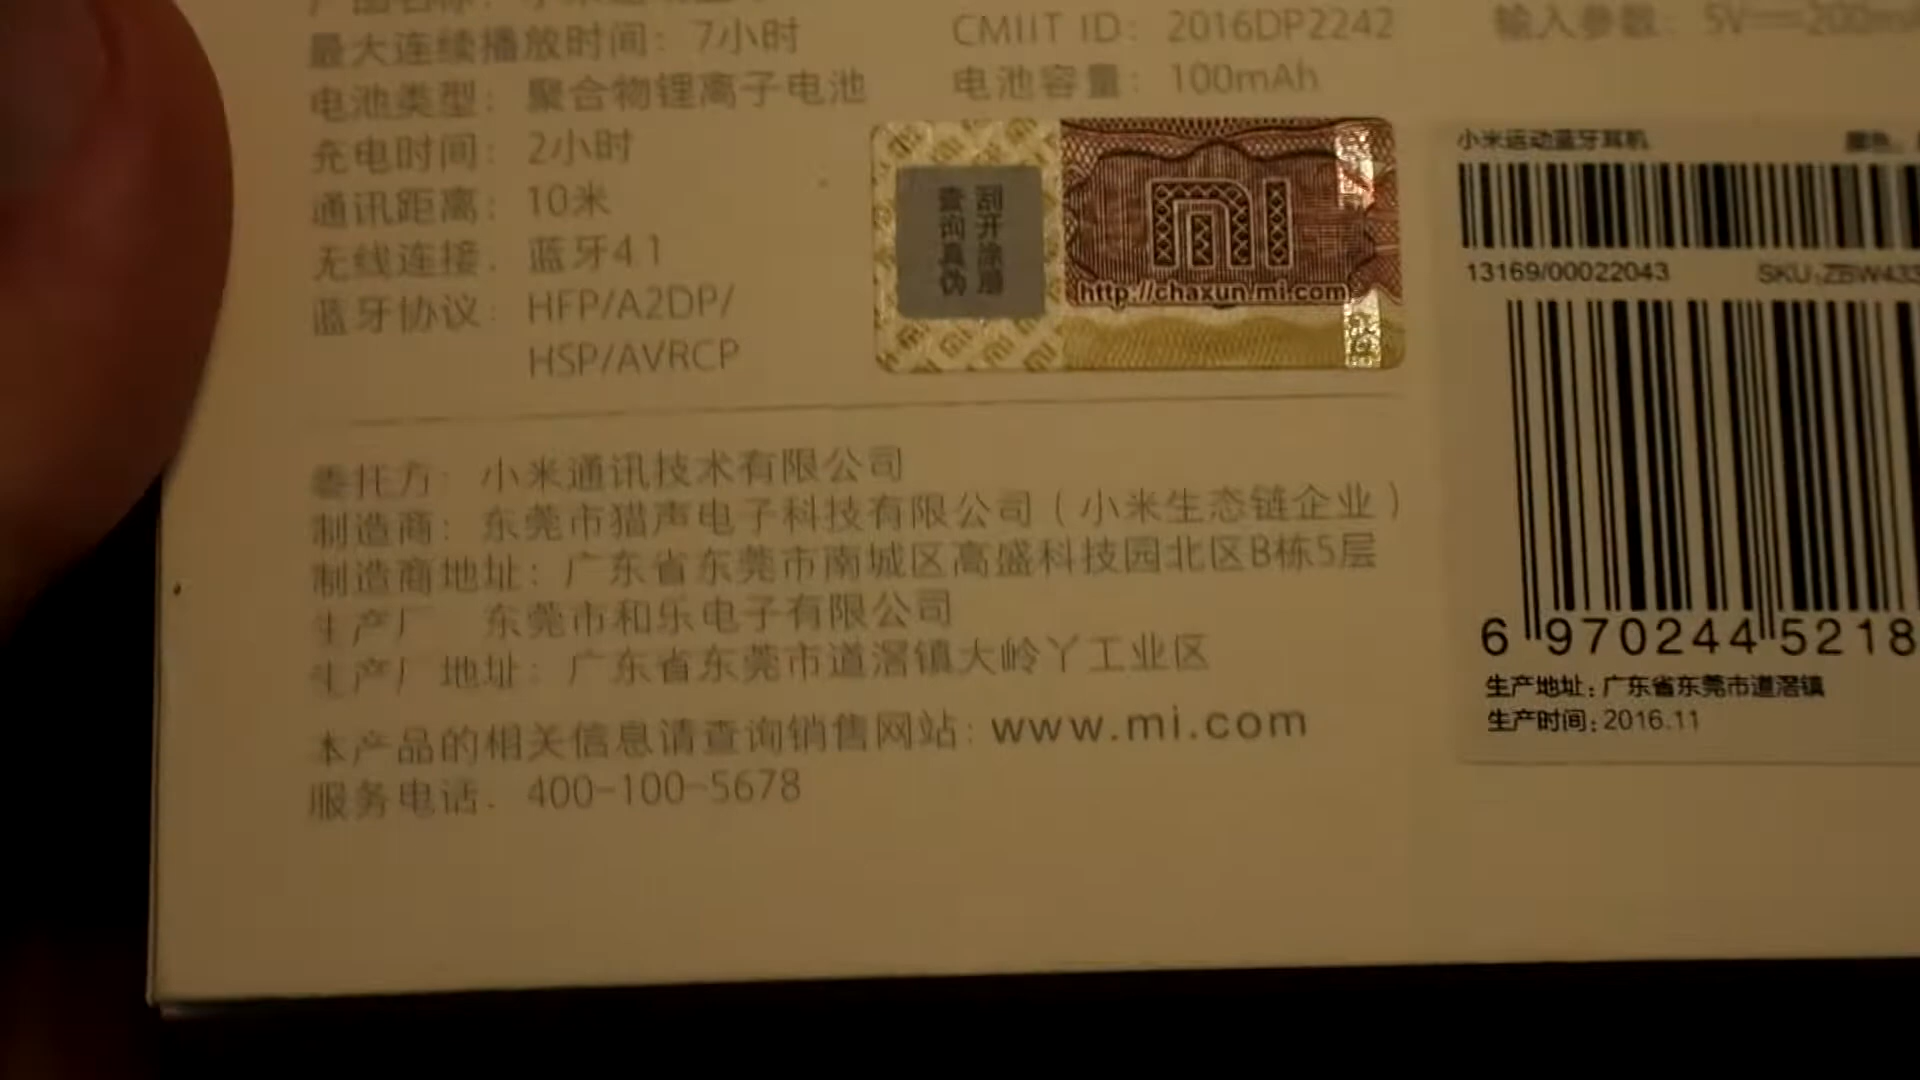 最大连续播放时间：7小时
电池类型：聚合物锂离子电池
充电时间：2小时
通讯距离：10米
无线连接：蓝牙4.1
蓝牙协议：HFP/A2DP/
HSP/AVRCP
CMIIT ID：2016DP2242
电池容量：100mAh
输入参数：5V⎓200m
刮开涂层
查询真伪
http://chaxun.mi.com
小米运动蓝牙耳机
13169/00022043
SKU:ZBW433
6 970244 5218
生产地址：广东省东莞市道滘镇
生产时间：2016.11
委托方：小米通讯技术有限公司
制造商：东莞市猎声电子科技有限公司（小米生态链企业）
制造商地址：广东省东莞市南城区高盛科技园北区B栋5层
生产厂 东莞市和乐电子有限公司
生产厂地址：广东省东莞市道滘镇大岭丫工业区
本产品的相关信息请查询销售网站：www.mi.com
服务电话：400-100-5678